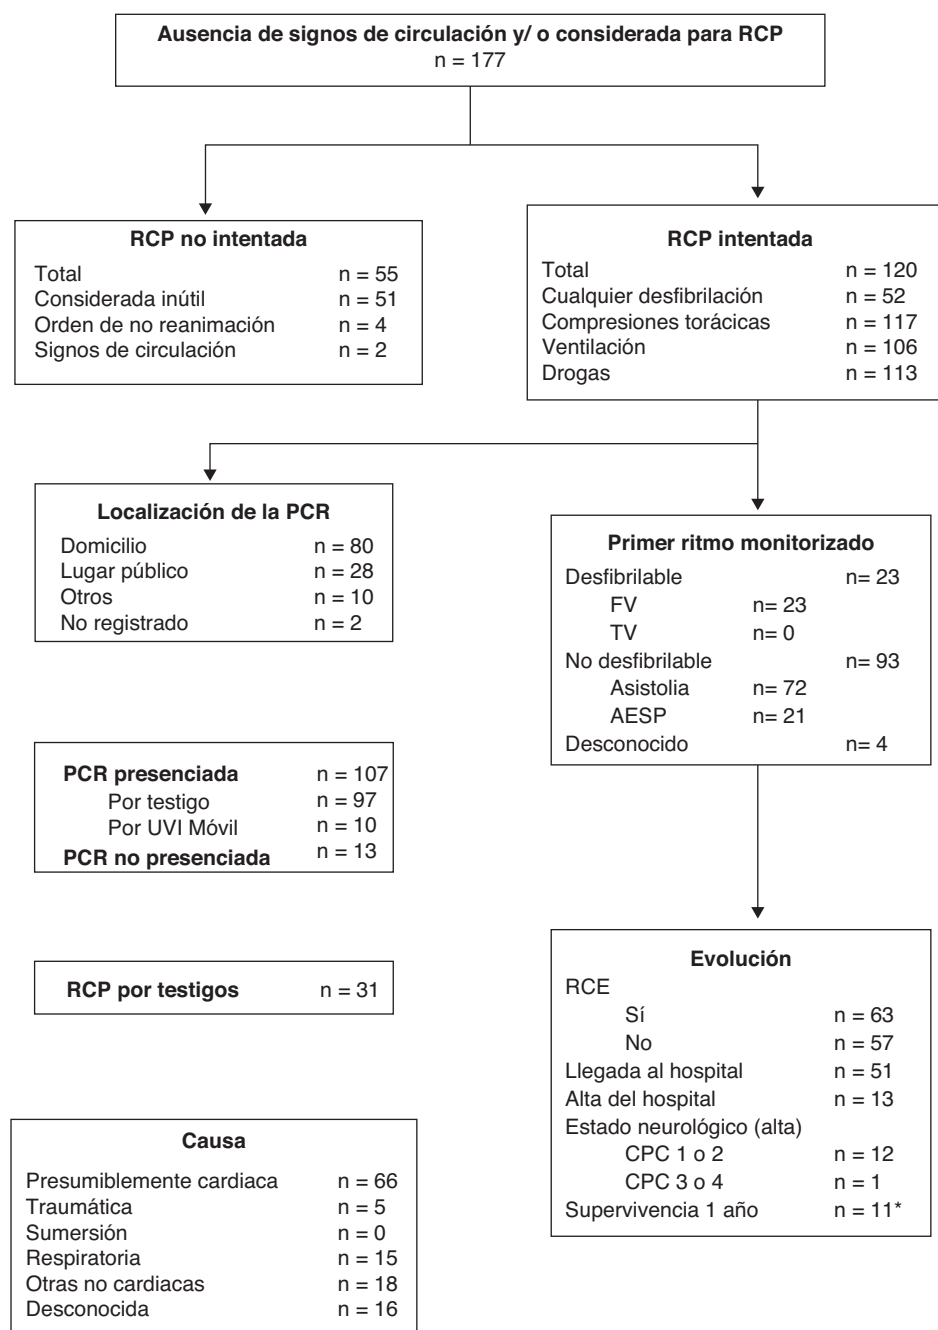 Ausencia de signos de circulación y/ o considerada para RCP
n = 177
RCP no intentada
Total n = 55
Considerada inútil n = 51
Orden de no reanimación n = 4
Signos de circulación n = 2
RCP intentada
Total n = 120
Cualquier desfibrilación n = 52
Compresiones torácicas n = 117
Ventilación n = 106
Drogas n = 113
Localización de la PCR
Domicilio n = 80
Lugar público n = 28
Otros n = 10
No registrado n = 2
Primer ritmo monitorizado
Desfibrilable n= 23
FV n= 23
TV n= 0
No desfibrilable n= 93
Asistolia n= 72
AESP n= 21
Desconocido n= 4
PCR presenciada n = 107
Por testigo n = 97
Por UVI Móvil n = 10
PCR no presenciada n = 13
RCP por testigos n = 31
Evolución
RCE
Sí n = 63
No n = 57
Llegada al hospital n = 51
Alta del hospital n = 13
Estado neurológico (alta)
CPC 1 o 2 n = 12
CPC 3 o 4 n = 1
Supervivencia 1 año n = 11*
Causa
Presumiblemente cardiaca n = 66
Traumática n = 5
Sumersión n = 0
Respiratoria n = 15
Otras no cardiacas n = 18
Desconocida n = 16